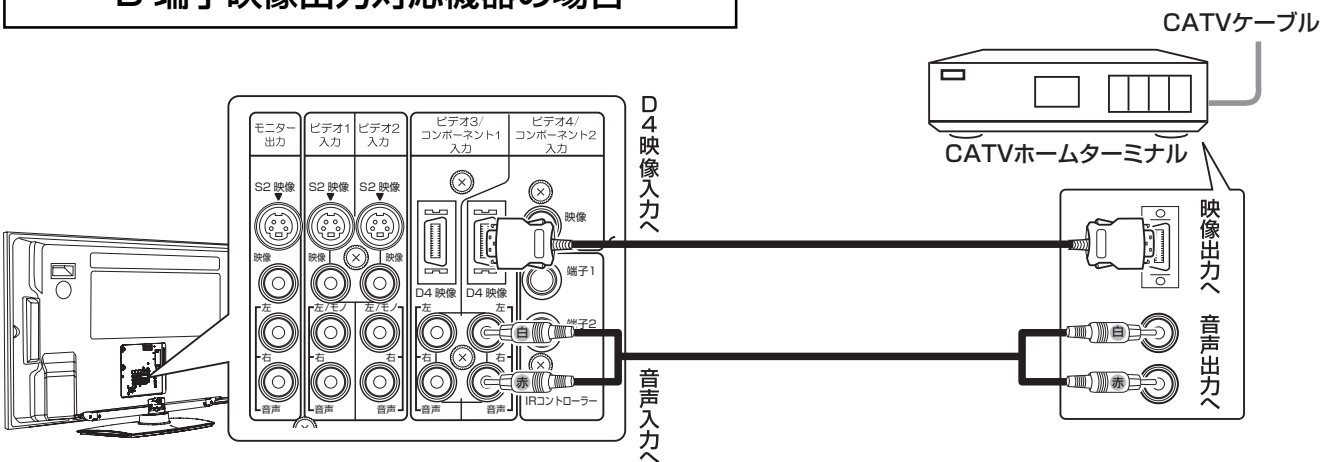 D 端子映像出力対応機器の場合
CATVケーブル
CATVホームターミナル
モニター
出力
ビデオ1
入力
ビデオ2
入力
ビデオ3/
コンポーネント1
入力
ビデオ4/
コンポーネント2
入力
S2 映像
S2 映像
S2 映像
映像
映像
映像
映像
D4 映像
D4 映像
端子1
端子2
左
左/モノ
左/モノ
左
左
右
右
右
右
右
音声
音声
音声
音声
音声
IRコントローラー
白
赤
D4映像入力へ
音声入力へ
白
赤
映像出力へ
音声出力へ